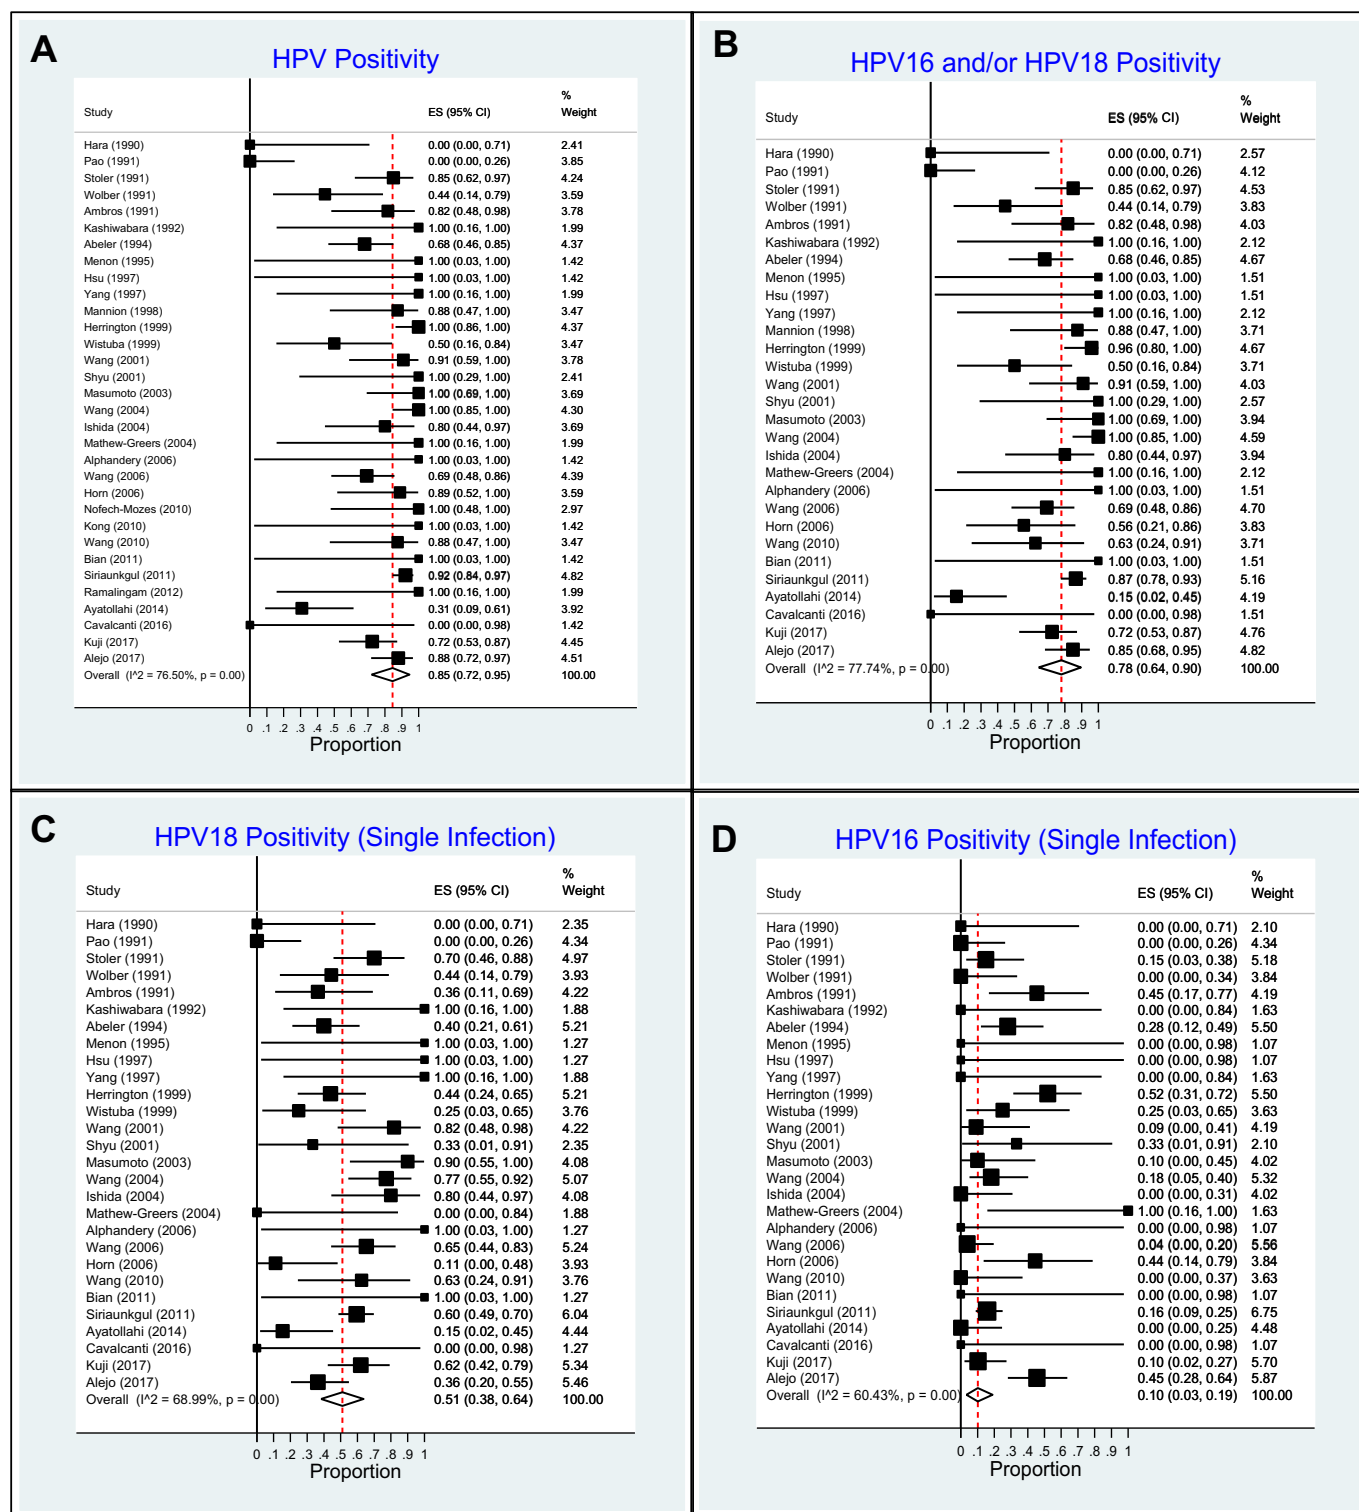 A
HPV Positivity
%
Study ES (95% CI) Weight
Hara (1990) 0.00 (0.00, 0.71) 2.41
Pao (1991) 0.00 (0.00, 0.26) 3.85
Stoler (1991) 0.85 (0.62, 0.97) 4.24
Wolber (1991) 0.44 (0.14, 0.79) 3.59
Ambros (1991) 0.82 (0.48, 0.98) 3.78
Kashiwabara (1992) 1.00 (0.16, 1.00) 1.99
Abeler (1994) 0.68 (0.46, 0.85) 4.37
Menon (1995) 1.00 (0.03, 1.00) 1.42
Hsu (1997) 1.00 (0.03, 1.00) 1.42
Yang (1997) 1.00 (0.16, 1.00) 1.99
Mannion (1998) 0.88 (0.47, 1.00) 3.47
Herrington (1999) 1.00 (0.86, 1.00) 4.37
Wistuba (1999) 0.50 (0.16, 0.84) 3.47
Wang (2001) 0.91 (0.59, 1.00) 3.78
Shyu (2001) 1.00 (0.29, 1.00) 2.41
Masumoto (2003) 1.00 (0.69, 1.00) 3.69
Wang (2004) 1.00 (0.85, 1.00) 4.30
Ishida (2004) 0.80 (0.44, 0.97) 3.69
Mathew-Greers (2004) 1.00 (0.16, 1.00) 1.99
Alphandery (2006) 1.00 (0.03, 1.00) 1.42
Wang (2006) 0.69 (0.48, 0.86) 4.39
Horn (2006) 0.89 (0.52, 1.00) 3.59
Nofech-Mozes (2010) 1.00 (0.48, 1.00) 2.97
Kong (2010) 1.00 (0.03, 1.00) 1.42
Wang (2010) 0.88 (0.47, 1.00) 3.47
Bian (2011) 1.00 (0.03, 1.00) 1.42
Siriaunkgul (2011) 0.92 (0.84, 0.97) 4.82
Ramalingam (2012) 1.00 (0.16, 1.00) 1.99
Ayatollahi (2014) 0.31 (0.09, 0.61) 3.92
Cavalcanti (2016) 0.00 (0.00, 0.98) 1.42
Kuji (2017) 0.72 (0.53, 0.87) 4.45
Alejo (2017) 0.88 (0.72, 0.97) 4.51
Overall (I^2 = 76.50%, p = 0.00) 0.85 (0.72, 0.95) 100.00
0 .1 .2 .3 .4 .5 .6 .7 .8 .9 1
Proportion
B
HPV16 and/or HPV18 Positivity
%
Study ES (95% CI) Weight
Hara (1990) 0.00 (0.00, 0.71) 2.57
Pao (1991) 0.00 (0.00, 0.26) 4.12
Stoler (1991) 0.85 (0.62, 0.97) 4.53
Wolber (1991) 0.44 (0.14, 0.79) 3.83
Ambros (1991) 0.82 (0.48, 0.98) 4.03
Kashiwabara (1992) 1.00 (0.16, 1.00) 2.12
Abeler (1994) 0.68 (0.46, 0.85) 4.67
Menon (1995) 1.00 (0.03, 1.00) 1.51
Hsu (1997) 1.00 (0.03, 1.00) 1.51
Yang (1997) 1.00 (0.16, 1.00) 2.12
Mannion (1998) 0.88 (0.47, 1.00) 3.71
Herrington (1999) 0.96 (0.80, 1.00) 4.67
Wistuba (1999) 0.50 (0.16, 0.84) 3.71
Wang (2001) 0.91 (0.59, 1.00) 4.03
Shyu (2001) 1.00 (0.29, 1.00) 2.57
Masumoto (2003) 1.00 (0.69, 1.00) 3.94
Wang (2004) 1.00 (0.85, 1.00) 4.59
Ishida (2004) 0.80 (0.44, 0.97) 3.94
Mathew-Greers (2004) 1.00 (0.16, 1.00) 2.12
Alphandery (2006) 1.00 (0.03, 1.00) 1.51
Wang (2006) 0.69 (0.48, 0.86) 4.70
Horn (2006) 0.56 (0.21, 0.86) 3.83
Wang (2010) 0.63 (0.24, 0.91) 3.71
Bian (2011) 1.00 (0.03, 1.00) 1.51
Siriaunkgul (2011) 0.87 (0.78, 0.93) 5.16
Ayatollahi (2014) 0.15 (0.02, 0.45) 4.19
Cavalcanti (2016) 0.00 (0.00, 0.98) 1.51
Kuji (2017) 0.72 (0.53, 0.87) 4.76
Alejo (2017) 0.85 (0.68, 0.95) 4.82
Overall (I^2 = 77.74%, p = 0.00) 0.78 (0.64, 0.90) 100.00
0 .1 .2 .3 .4 .5 .6 .7 .8 .9 1
Proportion
C
HPV18 Positivity (Single Infection)
%
Study ES (95% CI) Weight
Hara (1990) 0.00 (0.00, 0.71) 2.35
Pao (1991) 0.00 (0.00, 0.26) 4.34
Stoler (1991) 0.70 (0.46, 0.88) 4.97
Wolber (1991) 0.44 (0.14, 0.79) 3.93
Ambros (1991) 0.36 (0.11, 0.69) 4.22
Kashiwabara (1992) 1.00 (0.16, 1.00) 1.88
Abeler (1994) 0.40 (0.21, 0.61) 5.21
Menon (1995) 1.00 (0.03, 1.00) 1.27
Hsu (1997) 1.00 (0.03, 1.00) 1.27
Yang (1997) 1.00 (0.16, 1.00) 1.88
Herrington (1999) 0.44 (0.24, 0.65) 5.21
Wistuba (1999) 0.25 (0.03, 0.65) 3.76
Wang (2001) 0.82 (0.48, 0.98) 4.22
Shyu (2001) 0.33 (0.01, 0.91) 2.35
Masumoto (2003) 0.90 (0.55, 1.00) 4.08
Wang (2004) 0.77 (0.55, 0.92) 5.07
Ishida (2004) 0.80 (0.44, 0.97) 4.08
Mathew-Greers (2004) 0.00 (0.00, 0.84) 1.88
Alphandery (2006) 1.00 (0.03, 1.00) 1.27
Wang (2006) 0.65 (0.44, 0.83) 5.24
Horn (2006) 0.11 (0.00, 0.48) 3.93
Wang (2010) 0.63 (0.24, 0.91) 3.76
Bian (2011) 1.00 (0.03, 1.00) 1.27
Siriaunkgul (2011) 0.60 (0.49, 0.70) 6.04
Ayatollahi (2014) 0.15 (0.02, 0.45) 4.44
Cavalcanti (2016) 0.00 (0.00, 0.98) 1.27
Kuji (2017) 0.62 (0.42, 0.79) 5.34
Alejo (2017) 0.36 (0.20, 0.55) 5.46
Overall (I^2 = 68.99%, p = 0.00) 0.51 (0.38, 0.64) 100.00
0 .1 .2 .3 .4 .5 .6 .7 .8 .9 1
Proportion
D
HPV16 Positivity (Single Infection)
%
Study ES (95% CI) Weight
Hara (1990) 0.00 (0.00, 0.71) 2.10
Pao (1991) 0.00 (0.00, 0.26) 4.34
Stoler (1991) 0.15 (0.03, 0.38) 5.18
Wolber (1991) 0.00 (0.00, 0.34) 3.84
Ambros (1991) 0.45 (0.17, 0.77) 4.19
Kashiwabara (1992) 0.00 (0.00, 0.84) 1.63
Abeler (1994) 0.28 (0.12, 0.49) 5.50
Menon (1995) 0.00 (0.00, 0.98) 1.07
Hsu (1997) 0.00 (0.00, 0.98) 1.07
Yang (1997) 0.00 (0.00, 0.84) 1.63
Herrington (1999) 0.52 (0.31, 0.72) 5.50
Wistuba (1999) 0.25 (0.03, 0.65) 3.63
Wang (2001) 0.09 (0.00, 0.41) 4.19
Shyu (2001) 0.33 (0.01, 0.91) 2.10
Masumoto (2003) 0.10 (0.00, 0.45) 4.02
Wang (2004) 0.18 (0.05, 0.40) 5.32
Ishida (2004) 0.00 (0.00, 0.31) 4.02
Mathew-Greers (2004) 1.00 (0.16, 1.00) 1.63
Alphandery (2006) 0.00 (0.00, 0.98) 1.07
Wang (2006) 0.04 (0.00, 0.20) 5.56
Horn (2006) 0.44 (0.14, 0.79) 3.84
Wang (2010) 0.00 (0.00, 0.37) 3.63
Bian (2011) 0.00 (0.00, 0.98) 1.07
Siriaunkgul (2011) 0.16 (0.09, 0.25) 6.75
Ayatollahi (2014) 0.00 (0.00, 0.25) 4.48
Cavalcanti (2016) 0.00 (0.00, 0.98) 1.07
Kuji (2017) 0.10 (0.02, 0.27) 5.70
Alejo (2017) 0.45 (0.28, 0.64) 5.87
Overall (I^2 = 60.43%, p = 0.00) 0.10 (0.03, 0.19) 100.00
0 .1 .2 .3 .4 .5 .6 .7 .8 .9 1
Proportion